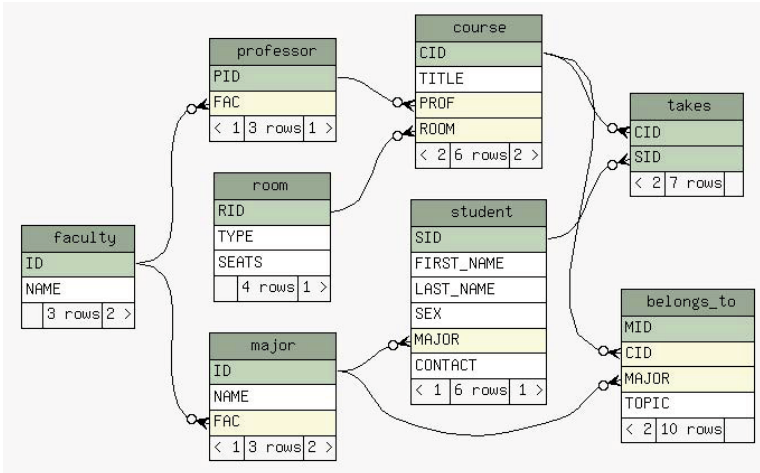 professor
PID
FAC
< 1 3 rows 1 >
course
CID
TITLE
PROF
ROOM
< 2 6 rows 2 >
takes
CID
SID
< 2 7 rows
room
RID
TYPE
SEATS
4 rows 1 >
faculty
ID
NAME
3 rows 2 >
student
SID
FIRST_NAME
LAST_NAME
SEX
MAJOR
CONTACT
< 1 6 rows 1 >
major
ID
NAME
FAC
< 1 3 rows 2 >
belongs_to
MID
CID
MAJOR
TOPIC
< 2 10 rows